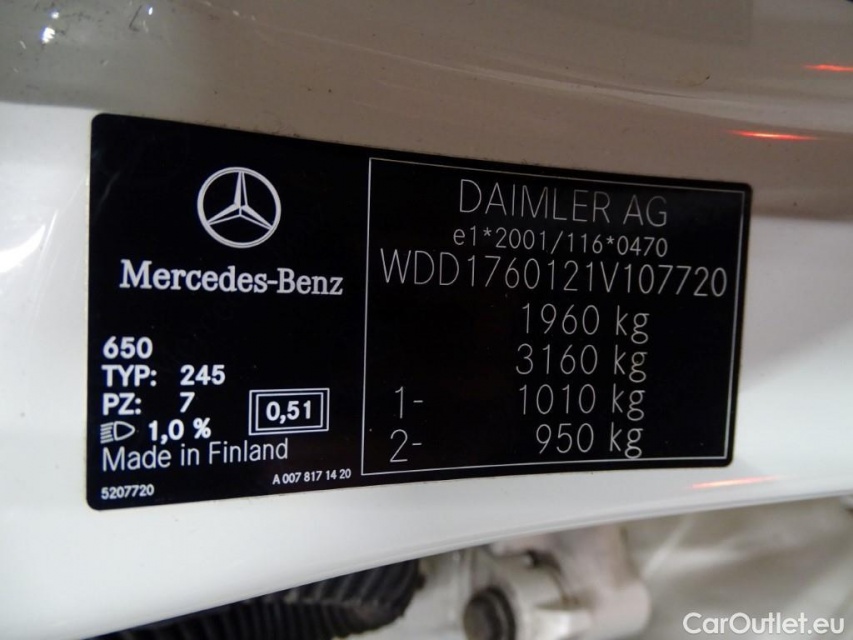 Mercedes-Benz
650
TYP: 245
PZ: 7
0,51
1,0 %
Made in Finland
5207720
A 007 817 14 20
DAIMLER AG
e1*2001/116*0470
WDD1760121V107720
1960 kg
3160 kg
1- 1010 kg
2- 950 kg
CarOutlet.eu